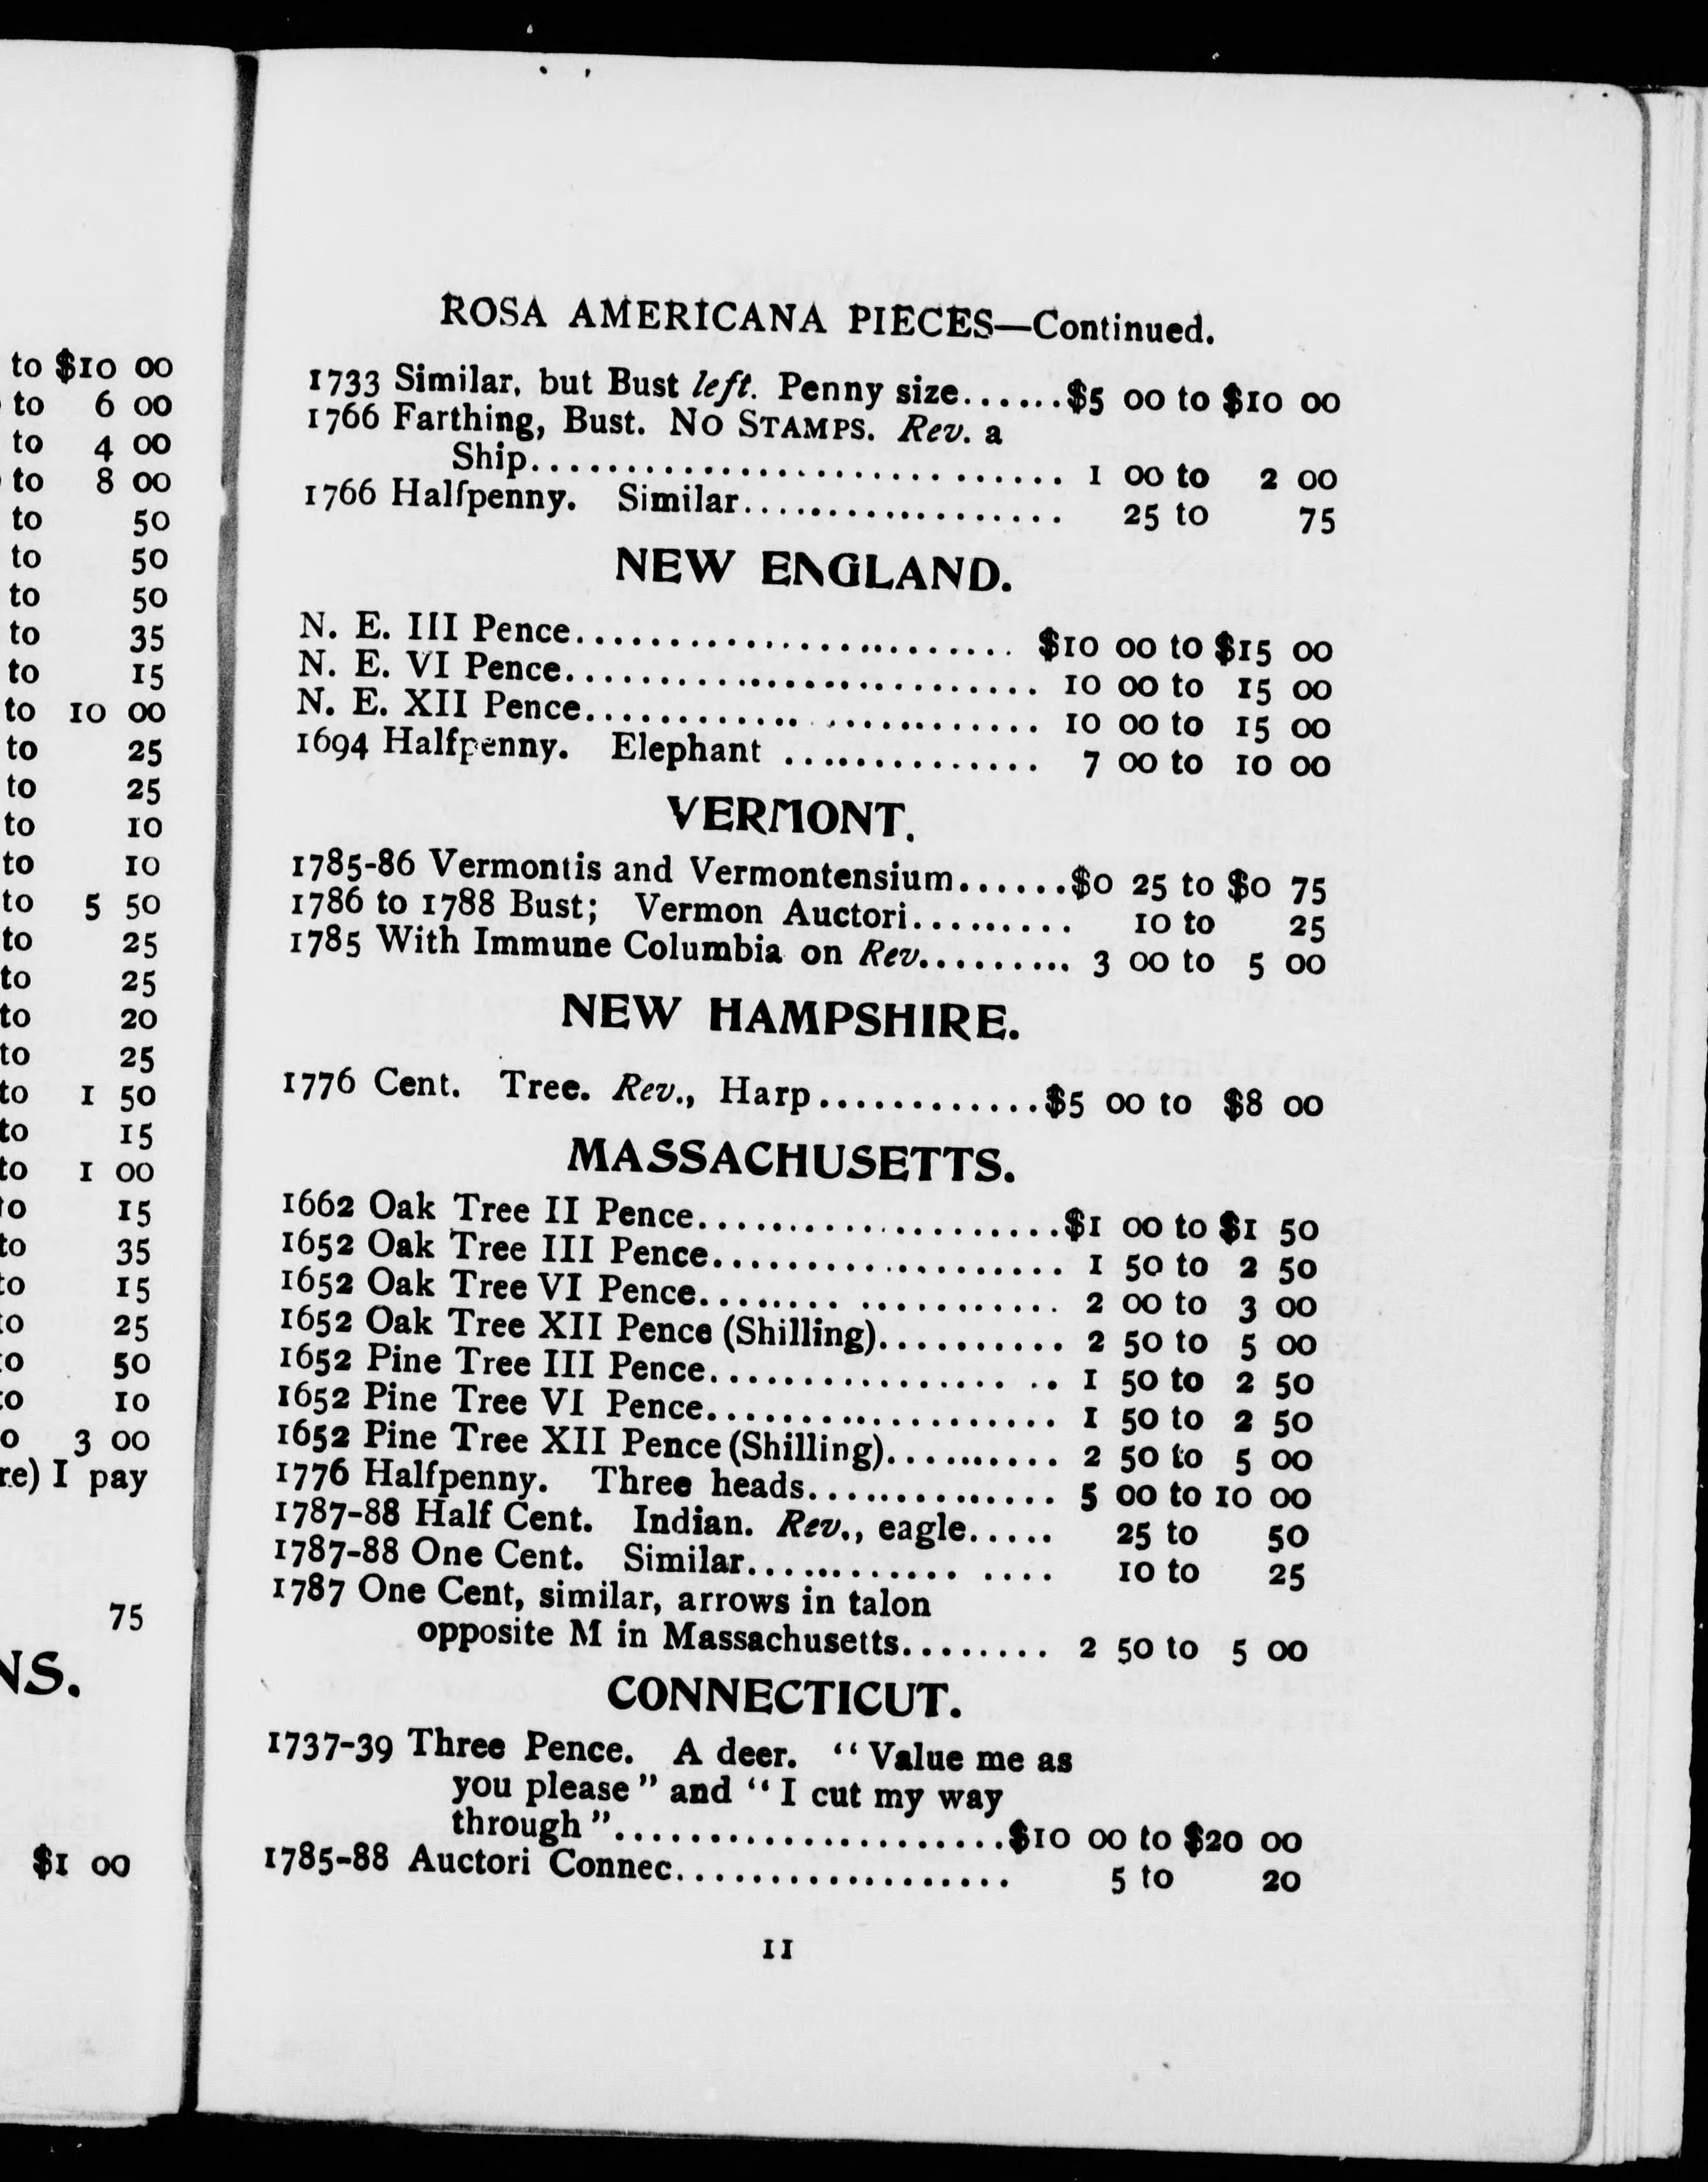 to $10 00
to 6 00
to 4 00
to 8 00
to 50
to 50
to 50
to 35
to 15
to 10 00
to 25
to 25
to 10
to 10
to 5 50
to 25
to 25
to 20
to 25
to 1 50
to 15
to 1 00
to 15
to 35
to 15
to 25
to 50
to 10
o 3 00
re) I pay
75
NS.
$1 00
ROSA AMERICANA PIECES—Continued.
1733 Similar, but Bust left. Penny size......$5 00 to $10 00
1766 Farthing, Bust. NO STAMPS. Rev. a
Ship.............................. 1 00 to 2 00
1766 Halfpenny. Similar.................. 25 to 75
NEW ENGLAND.
N. E. III Pence........................ $10 00 to $15 00
N. E. VI Pence.......................... 10 00 to 15 00
N. E. XII Pence......................... 10 00 to 15 00
1694 Halfpenny. Elephant .............. 7 00 to 10 00
VERMONT.
1785-86 Vermontis and Vermontensium......$0 25 to $0 75
1786 to 1788 Bust; Vermon Auctori......... 10 to 25
1785 With Immune Columbia on Rev......... 3 00 to 5 00
NEW HAMPSHIRE.
1776 Cent. Tree. Rev., Harp............$5 00 to $8 00
MASSACHUSETTS.
1662 Oak Tree II Pence....................$1 00 to $1 50
1652 Oak Tree III Pence................... 1 50 to 2 50
1652 Oak Tree VI Pence........ ........... 2 00 to 3 00
1652 Oak Tree XII Pence (Shilling).......... 2 50 to 5 00
1652 Pine Tree III Pence................ .. 1 50 to 2 50
1652 Pine Tree VI Pence................... 1 50 to 2 50
1652 Pine Tree XII Pence (Shilling).......... 2 50 to 5 00
1776 Halfpenny. Three heads.............. 5 00 to 10 00
1787-88 Half Cent. Indian. Rev., eagle..... 25 to 50
1787-88 One Cent. Similar............ .... 10 to 25
1787 One Cent, similar, arrows in talon
opposite M in Massachusetts........ 2 50 to 5 00
CONNECTICUT.
1737-39 Three Pence. A deer. "Value me as
you please" and "I cut my way
through".....................$10 00 to $20 00
1785-88 Auctori Connec.................. 5 to 20
11